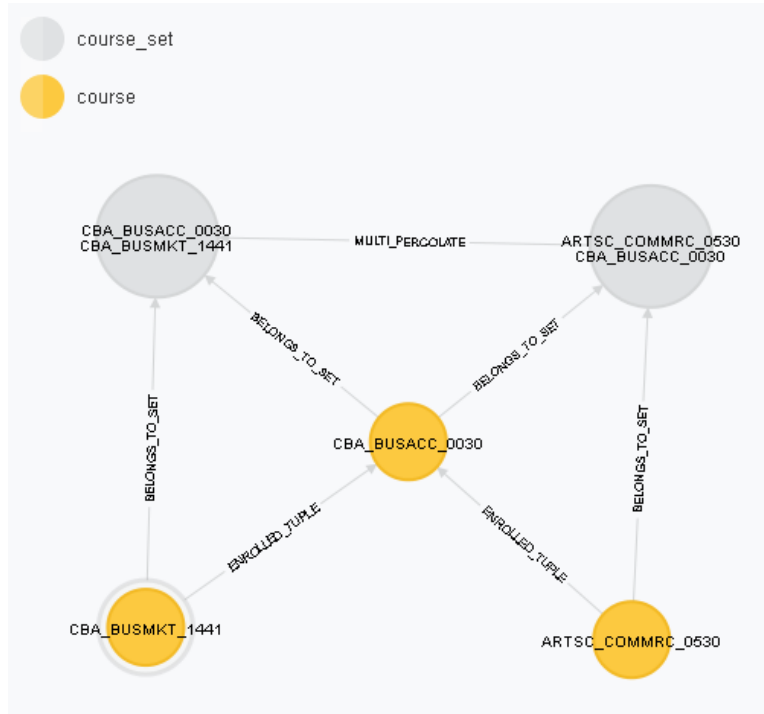 course_set
course
CBA_BUSACC_0030
CBA_BUSMKT_1441
MULTI_PERCOLATE
ARTSC_COMMRC_0530
CBA_BUSACC_0030
BELONGS_TO_SET
BELONGS_TO_SET
BELONGS_TO_SET
BELONGS_TO_SET
CBA_BUSACC_0030
ENROLLED_TUPLE
ENROLLED_TUPLE
CBA_BUSMKT_1441
ARTSC_COMMRC_0530